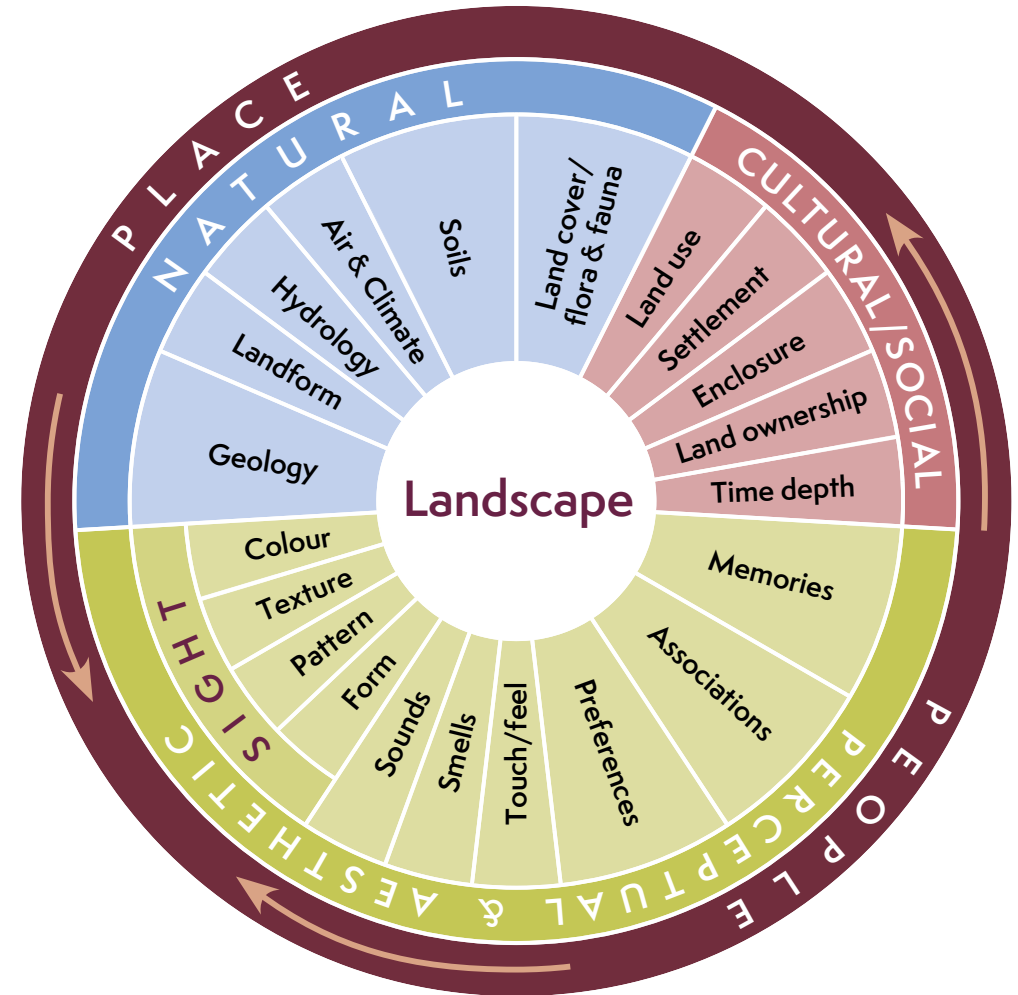 PLACE
NATURAL
CULTURAL/SOCIAL
PEOPLE
PERCEPTUAL & AESTHETIC
SIGHT
Landscape
Geology
Landform
Hydrology
Air & Climate
Soils
Land cover/
flora & fauna
Land use
Settlement
Enclosure
Land ownership
Time depth
Memories
Associations
Preferences
Touch/feel
Smells
Sounds
Form
Pattern
Texture
Colour